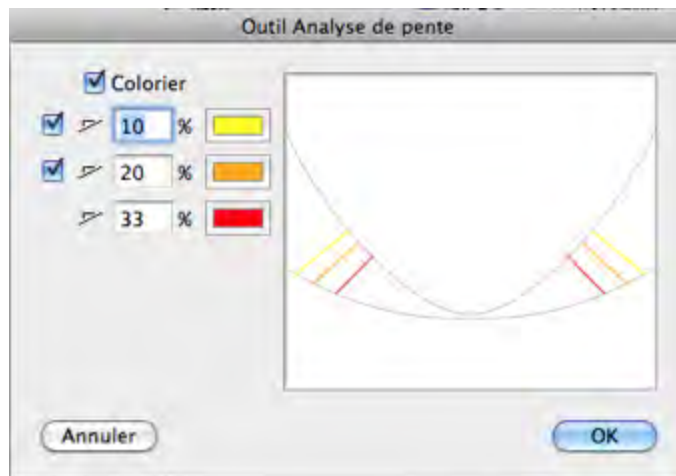 Outil Analyse de pente
Colorier
10 %
20 %
33 %
Annuler
OK